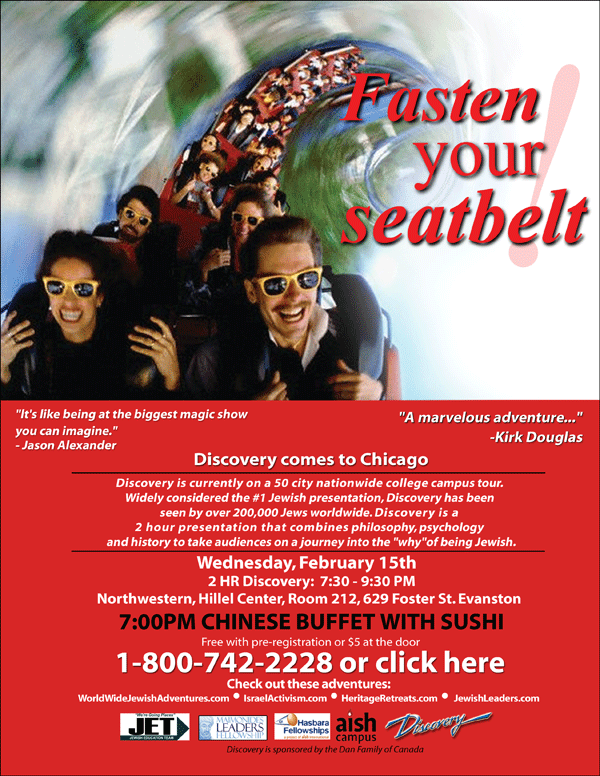 Fasten
your
seatbelt
!
"It's like being at the biggest magic show
you can imagine."
- Jason Alexander
"A marvelous adventure..."
-Kirk Douglas
Discovery comes to Chicago
Discovery is currently on a 50 city nationwide college campus tour.
Widely considered the #1 Jewish presentation, Discovery has been
seen by over 200,000 Jews worldwide. Discovery is a
2 hour presentation that combines philosophy, psychology
and history to take audiences on a journey into the "why"of being Jewish.
Wednesday, February 15th
2 HR Discovery: 7:30 - 9:30 PM
Northwestern, Hillel Center, Room 212, 629 Foster St. Evanston
7:00PM CHINESE BUFFET WITH SUSHI
Free with pre-registration or $5 at the door
1-800-742-2228 or click here
Check out these adventures:
WorldWideJewishAdventures.com • IsraelActivism.com • HeritageRetreats.com • JewishLeaders.com
"We're Going Places"
JET
JEWISH EDUCATION TEAM
MAIMONIDES
LEADERS
FELLOWSHIP
Hasbara
Fellowships
aish
campus
Discovery
Discovery is sponsored by the Dan Family of Canada